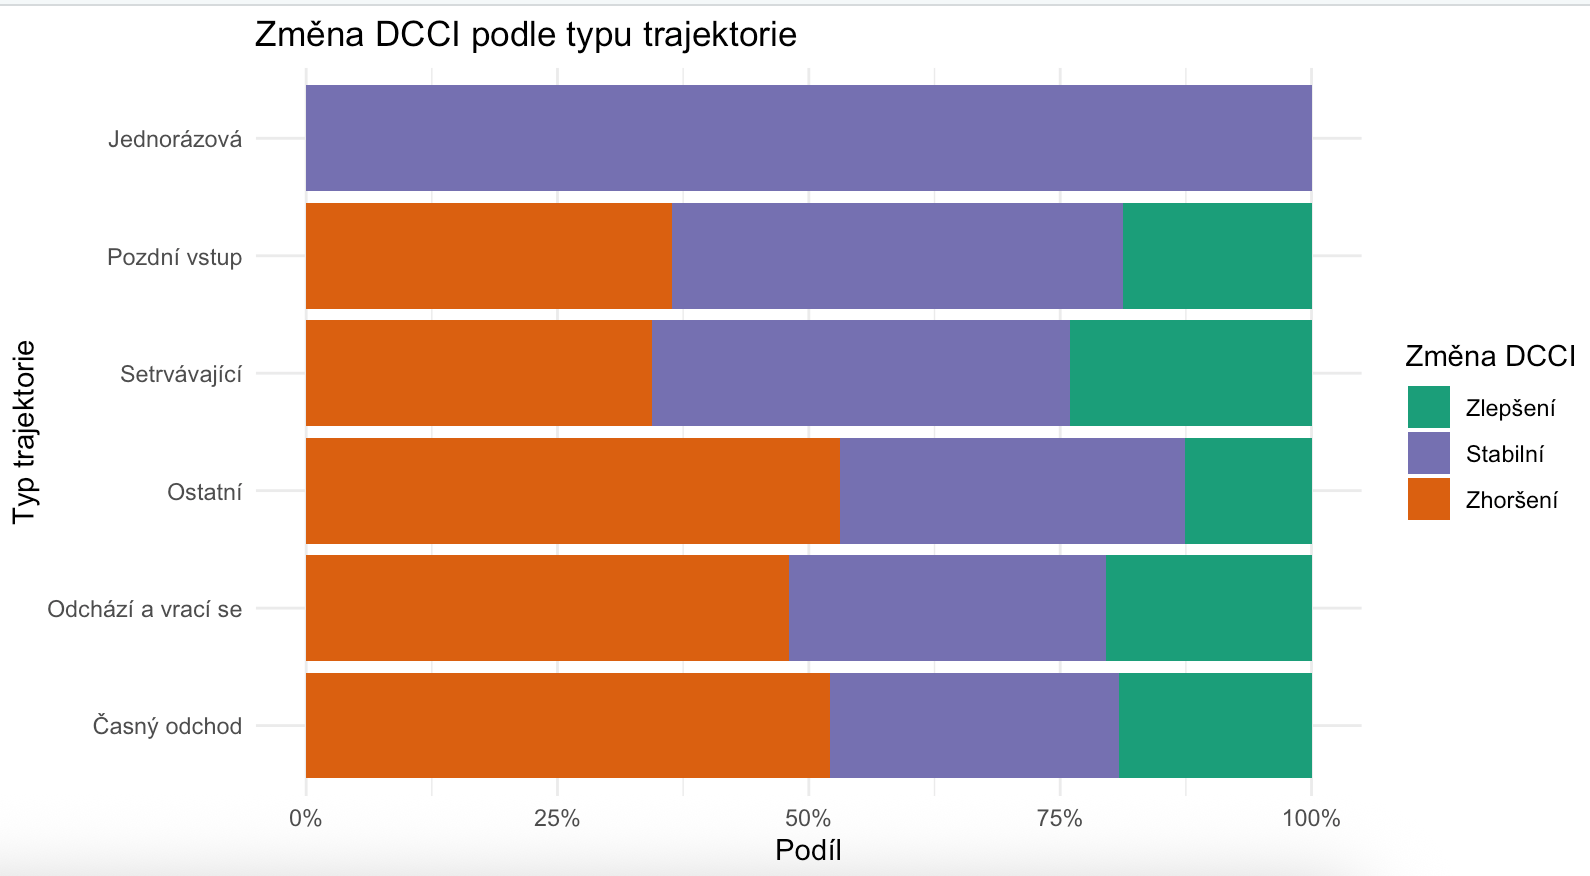 Změna DCCI podle typu trajektorie
Typ trajektorie
Jednorázová
Pozdní vstup
Setrvávající
Ostatní
Odchází a vrací se
Časný odchod
0% 25% 50% 75% 100%
Podíl
Změna DCCI
Zlepšení
Stabilní
Zhoršení